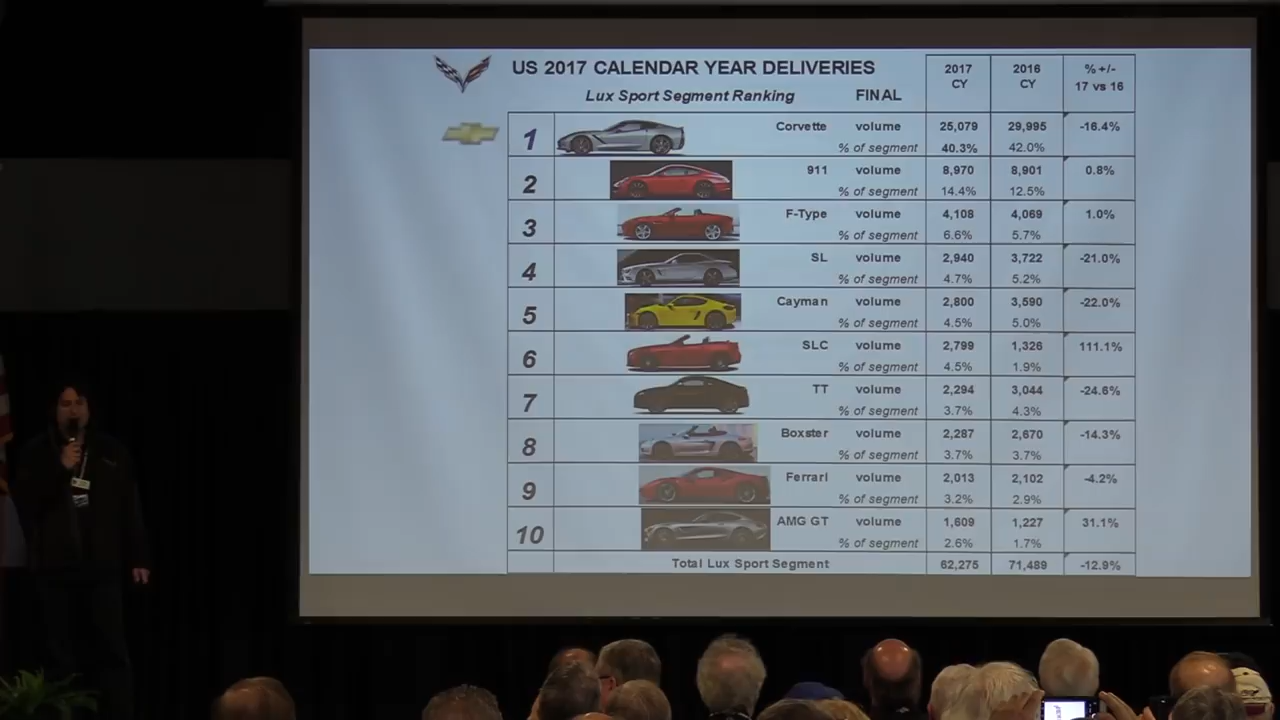 US 2017 CALENDAR YEAR DELIVERIES 2017 CY 2016 CY % +/- 17 vs 16
Lux Sport Segment Ranking FINAL
1 Corvette volume 25,079 29,995 -16.4%
% of segment 40.3% 42.0%
2 911 volume 8,970 8,901 0.8%
% of segment 14.4% 12.5%
3 F-Type volume 4,108 4,069 1.0%
% of segment 6.6% 5.7%
4 SL volume 2,940 3,722 -21.0%
% of segment 4.7% 5.2%
5 Cayman volume 2,800 3,590 -22.0%
% of segment 4.5% 5.0%
6 SLC volume 2,799 1,326 111.1%
% of segment 4.5% 1.9%
7 TT volume 2,294 3,044 -24.6%
% of segment 3.7% 4.3%
8 Boxster volume 2,287 2,670 -14.3%
% of segment 3.7% 3.7%
9 Ferrari volume 2,013 2,102 -4.2%
% of segment 3.2% 2.9%
10 AMG GT volume 1,609 1,227 31.1%
% of segment 2.6% 1.7%
Total Lux Sport Segment 62,275 71,489 -12.9%